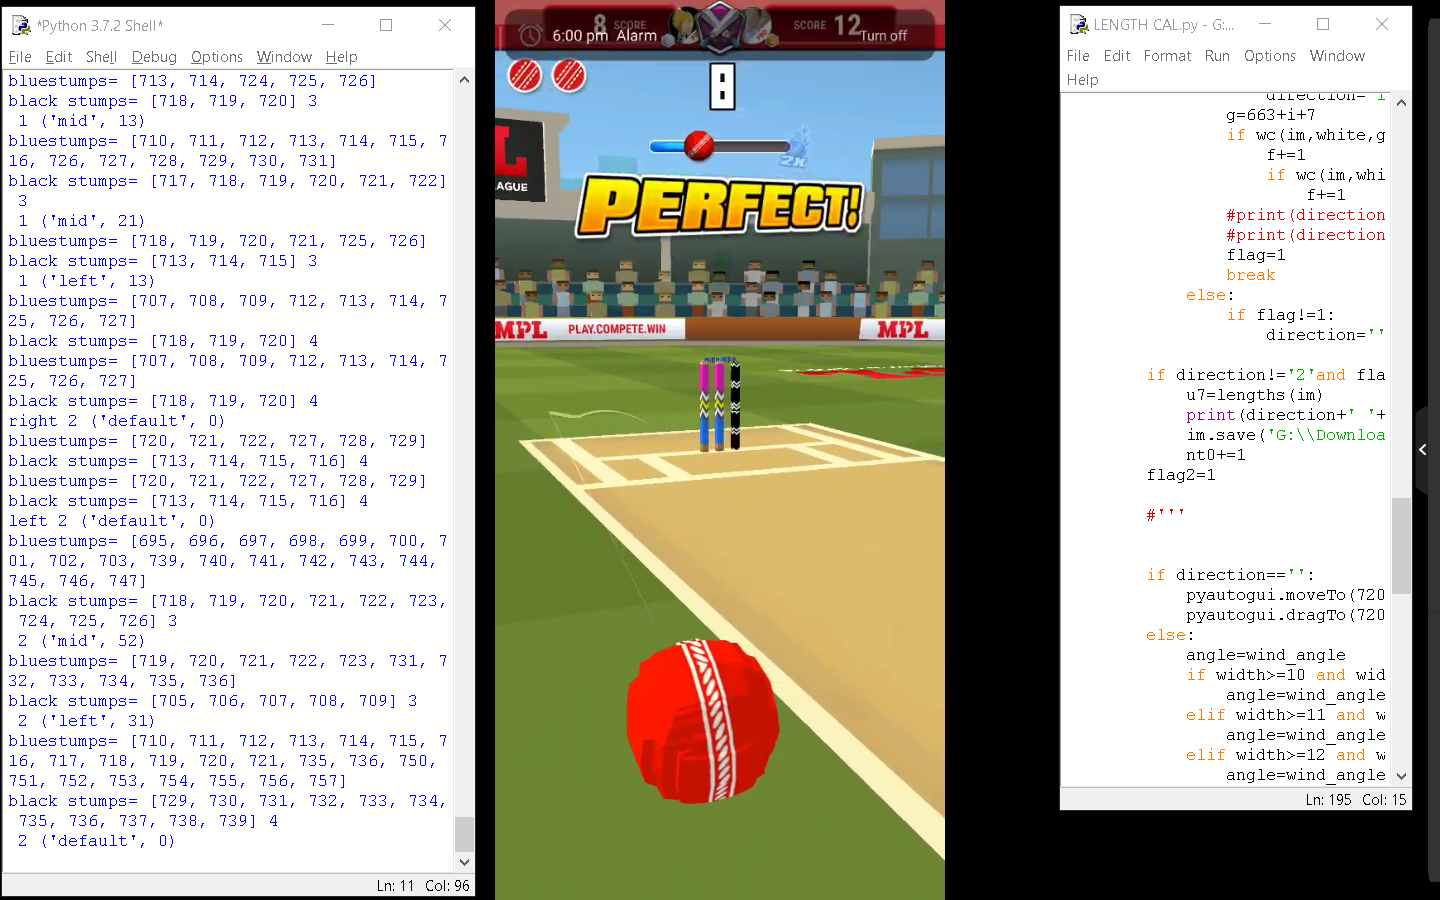 *Python 3.7.2 Shell*
File Edit Shell Debug Options Window Help
bluestumps= [713, 714, 724, 725, 726]
black stumps= [718, 719, 720] 3
1 ('mid', 13)
bluestumps= [710, 711, 712, 713, 714, 715, 7
16, 726, 727, 728, 729, 730, 731]
black stumps= [717, 718, 719, 720, 721, 722]
3
1 ('mid', 21)
bluestumps= [718, 719, 720, 721, 725, 726]
black stumps= [713, 714, 715] 3
1 ('left', 13)
bluestumps= [707, 708, 709, 712, 713, 714, 7
25, 726, 727]
black stumps= [718, 719, 720] 4
bluestumps= [707, 708, 709, 712, 713, 714, 7
25, 726, 727]
black stumps= [718, 719, 720] 4
right 2 ('default', 0)
bluestumps= [720, 721, 722, 727, 728, 729]
black stumps= [713, 714, 715, 716] 4
bluestumps= [720, 721, 722, 727, 728, 729]
black stumps= [713, 714, 715, 716] 4
left 2 ('default', 0)
bluestumps= [695, 696, 697, 698, 699, 700, 7
01, 702, 703, 739, 740, 741, 742, 743, 744,
745, 746, 747]
black stumps= [718, 719, 720, 721, 722, 723,
724, 725, 726] 3
2 ('mid', 52)
bluestumps= [719, 720, 721, 722, 723, 731, 7
32, 733, 734, 735, 736]
black stumps= [705, 706, 707, 708, 709] 3
2 ('left', 31)
bluestumps= [710, 711, 712, 713, 714, 715, 7
16, 717, 718, 719, 720, 721, 735, 736, 750,
751, 752, 753, 754, 755, 756, 757]
black stumps= [729, 730, 731, 732, 733, 734,
735, 736, 737, 738, 739] 4
2 ('default', 0)
Ln: 11 Col: 96
8 SCORE SCORE 12
6:00 pm Alarm Turn off
8
2K
L
AGUE
PERFECT!
MPL PLAY.COMPETE.WIN MPL
LENGTH CAL.py - G:...
File Edit Format Run Options Window
Help
direction='i
g=663+i+7
if wc(im,white,g
f+=1
if wc(im,whi
f+=1
#print(direction
#print(direction
flag=1
break
else:
if flag!=1:
direction=''
if direction!='2'and fla
u7=lengths(im)
print(direction+' '+
im.save('G:\\Downloa
nt0+=1
flag2=1
#'''
if direction=='':
pyautogui.moveTo(720
pyautogui.dragTo(720
else:
angle=wind_angle
if width>=10 and wid
angle=wind_angle
elif width>=11 and w
angle=wind_angle
elif width>=12 and w
angle=wind_angle
Ln: 195 Col: 15